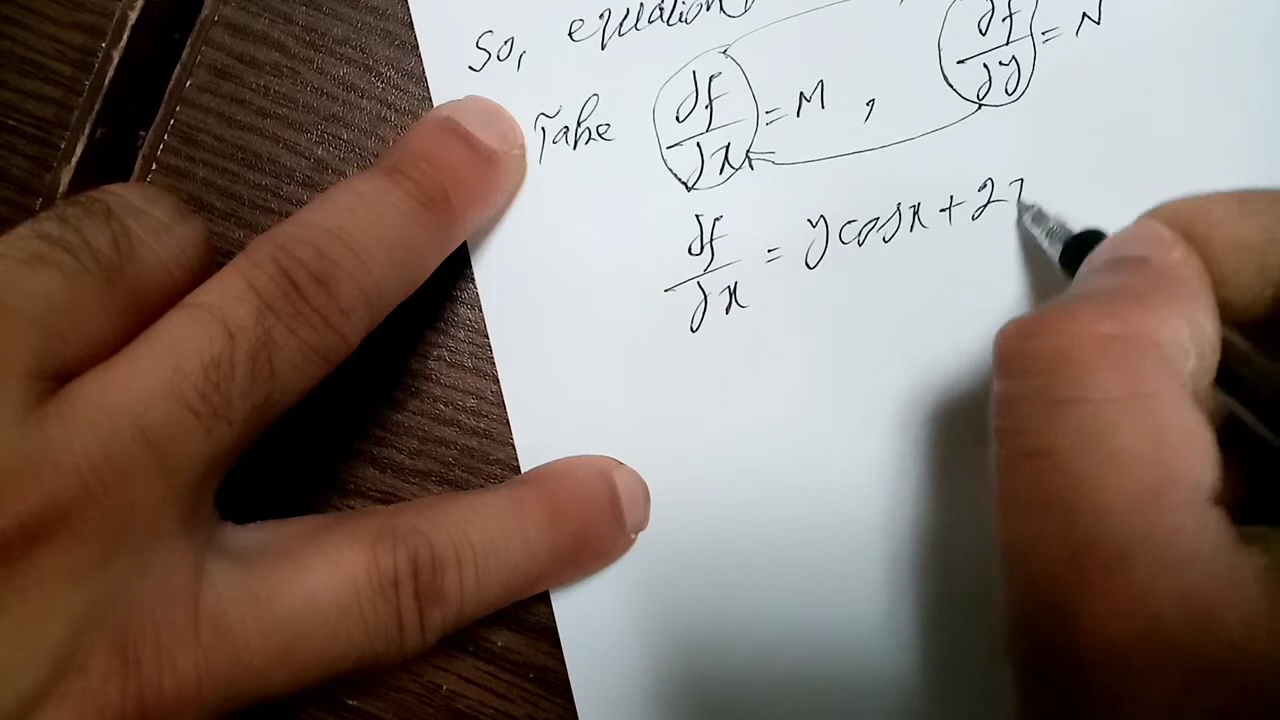 So, equation
Take ∂f/∂x = M , ∂f/∂y = N
∂f/∂x = y cos x + 2